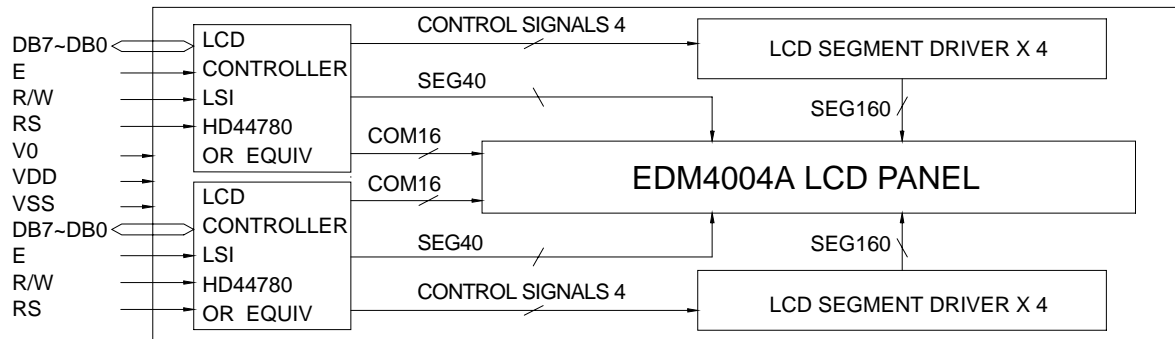 CONTROL SIGNALS 4
DB7~DB0
LCD
LCD SEGMENT DRIVER X 4
E
CONTROLLER
SEG40
R/W
LSI
SEG160
RS
HD44780
COM16
V0
OR EQUIV
VDD
EDM4004A LCD PANEL
COM16
VSS
LCD
DB7~DB0
CONTROLLER
SEG40
SEG160
E
LSI
R/W
HD44780
CONTROL SIGNALS 4
RS
OR EQUIV
LCD SEGMENT DRIVER X 4